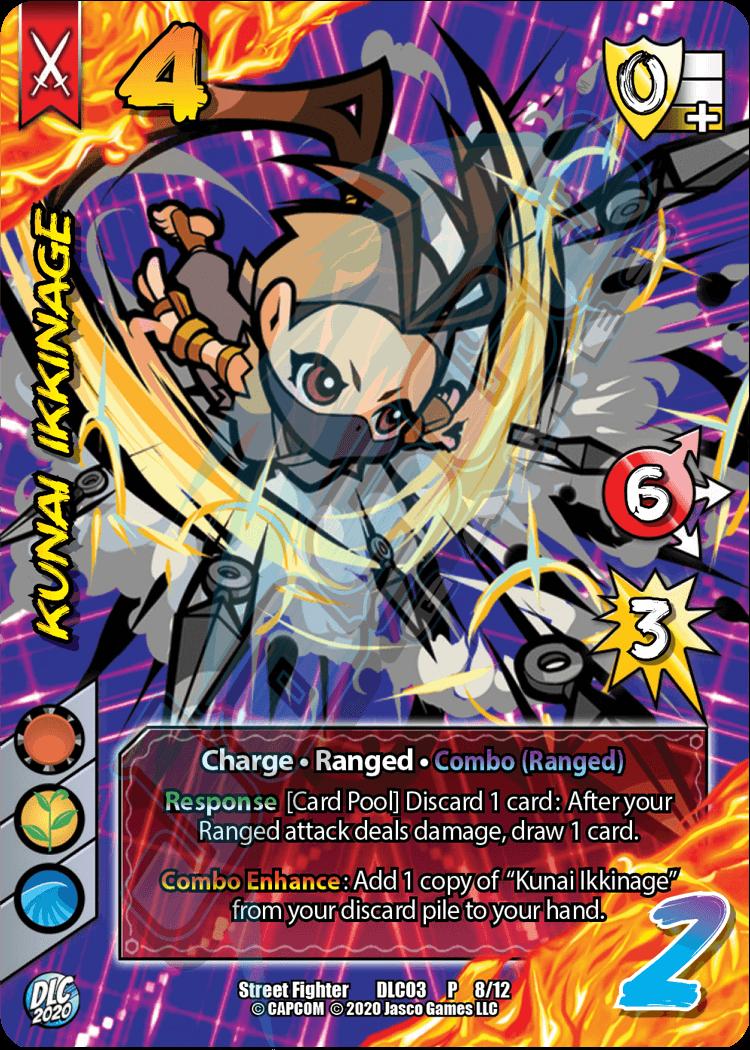 4
0
+
KUNAI IKKINAGE
6
3
Charge • Ranged • Combo (Ranged)
Response [Card Pool] Discard 1 card: After your
Ranged attack deals damage, draw 1 card.
Combo Enhance: Add 1 copy of “Kunai Ikkinage”
from your discard pile to your hand.
2
DLC
2020
Street Fighter DLC03 P 8/12
© CAPCOM © 2020 Jasco Games LLC